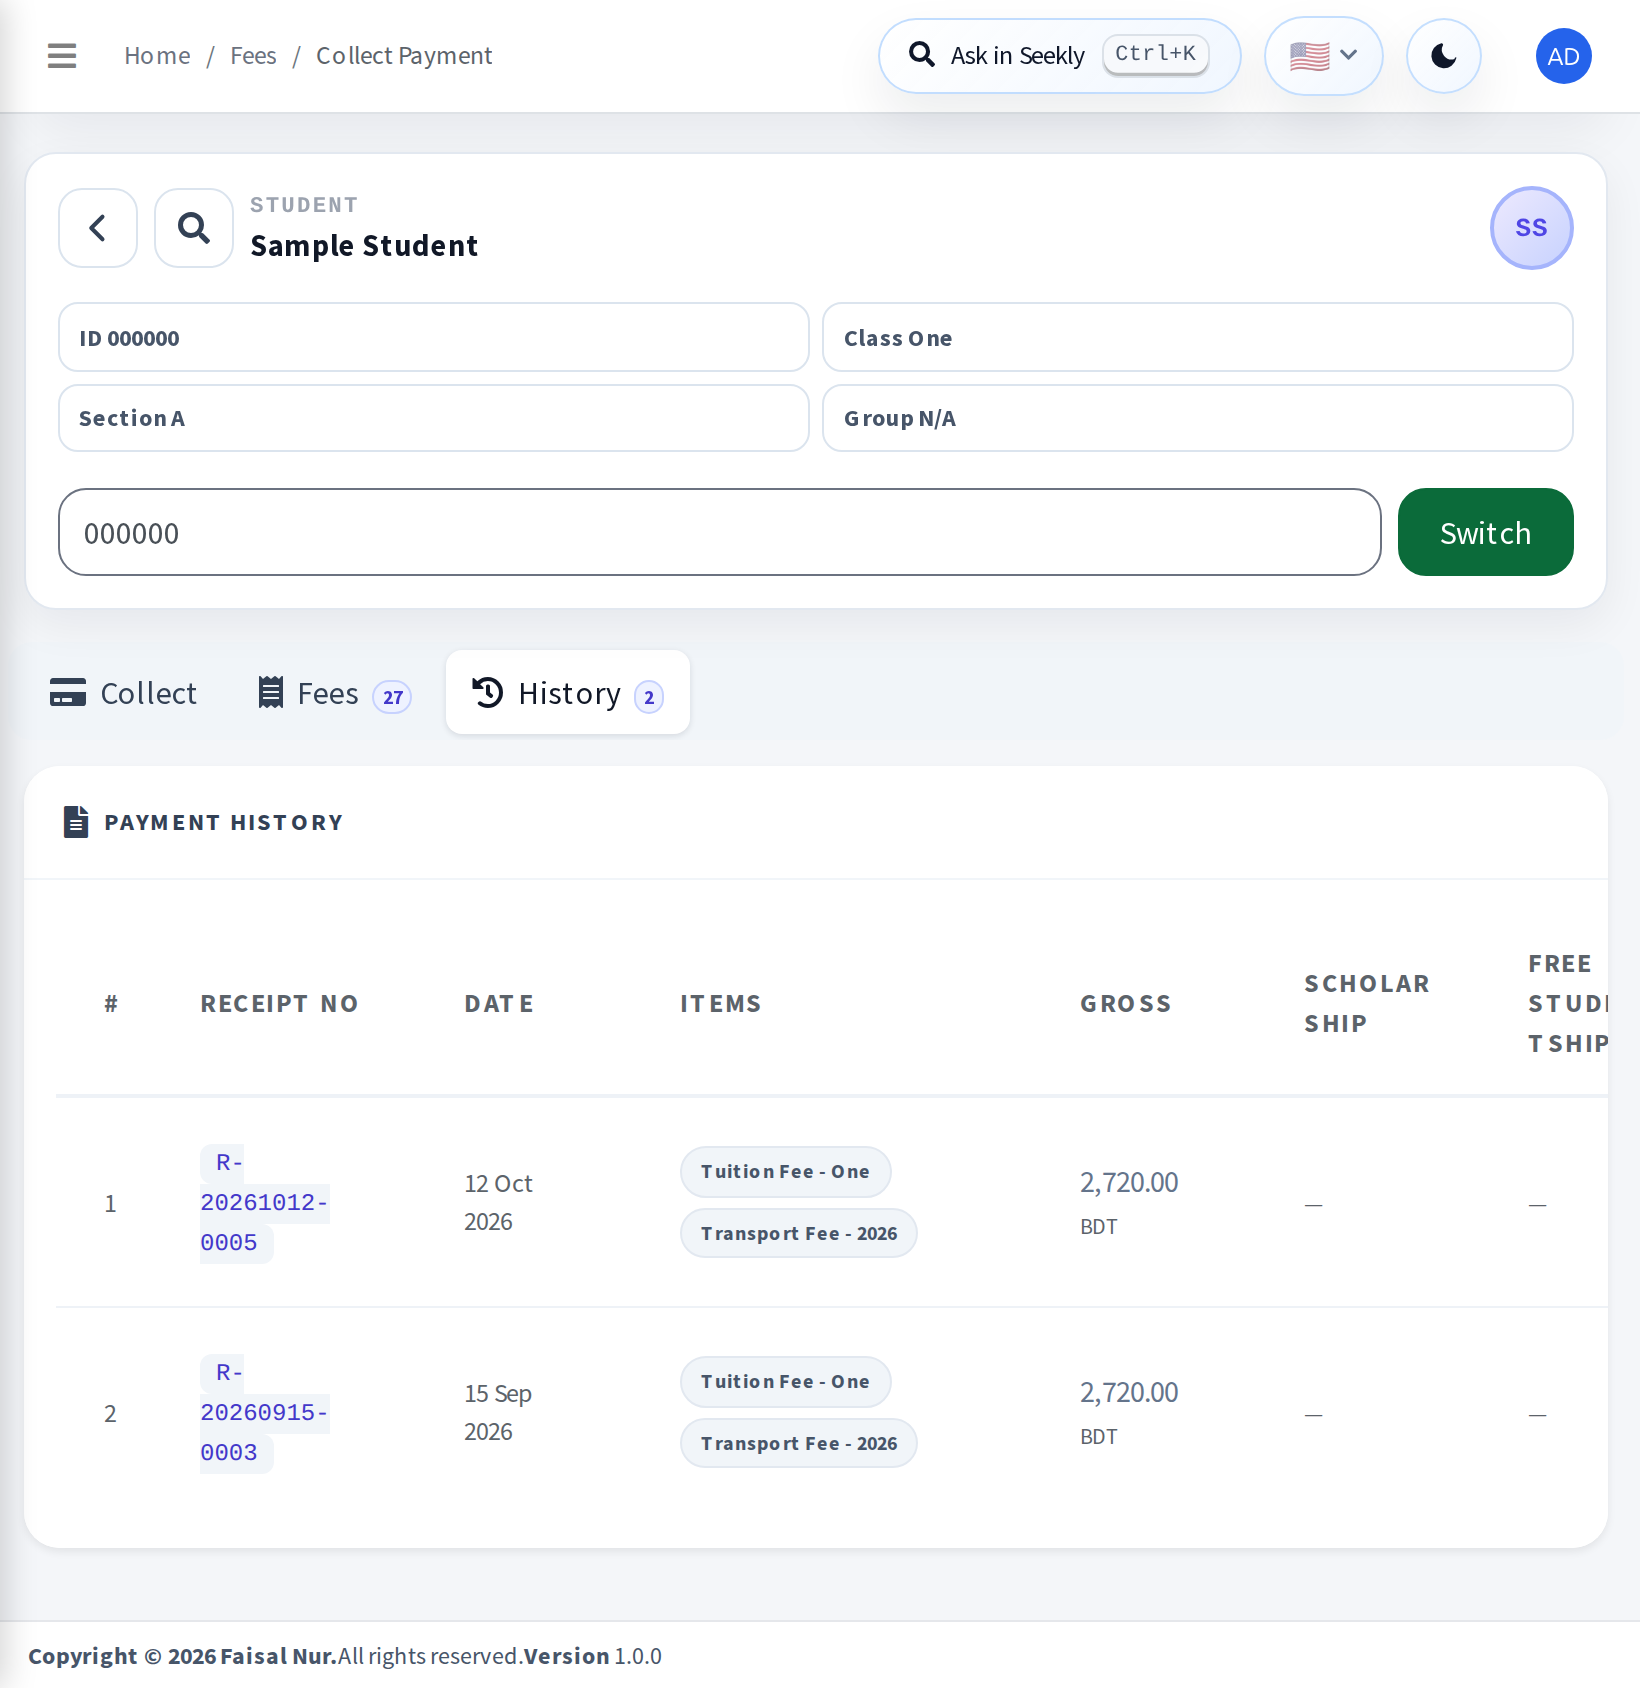 Home / Fees / Collect Payment
Ask in Seekly Ctrl+K
AD
STUDENT
Sample Student
SS
ID 000000
Class One
Section A
Group N/A
000000
Switch
Collect
Fees 27
History 2
PAYMENT HISTORY
# RECEIPT NO DATE ITEMS GROSS
SCHOLAR
SHIP
FREE
STUD
TSHIP
1
R-
20261012-
0005
12 Oct
2026
Tuition Fee - One
Transport Fee - 2026
2,720.00
BDT
—
—
2
R-
20260915-
0003
15 Sep
2026
Tuition Fee - One
Transport Fee - 2026
2,720.00
BDT
—
—
Copyright © 2026 Faisal Nur.All rights reserved.Version 1.0.0